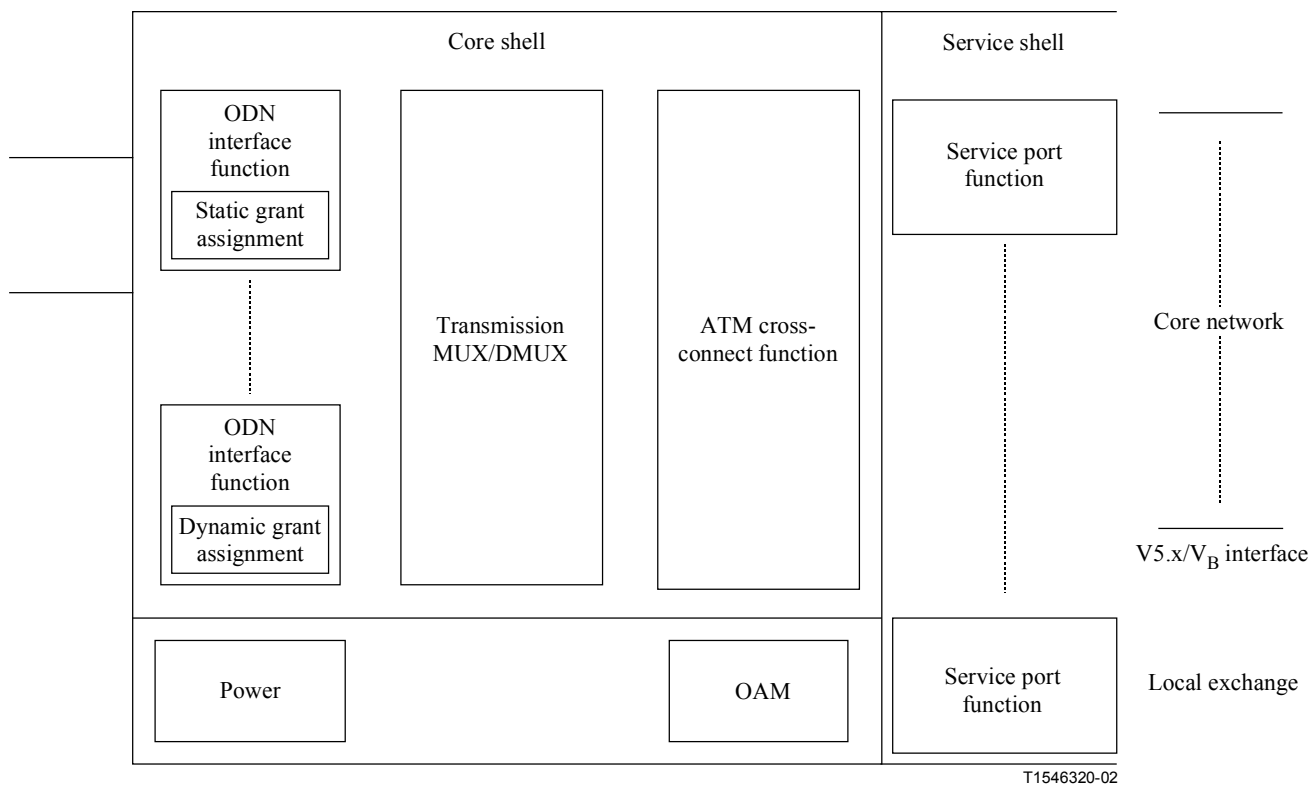 Core shell
Service shell
ODN
interface
function
Static grant
assignment
Transmission
MUX/DMUX
ATM cross-
connect function
Service port
function
Core network
ODN
interface
function
Dynamic grant
assignment
V5.x/VB interface
Power
OAM
Service port
function
Local exchange
T1546320-02